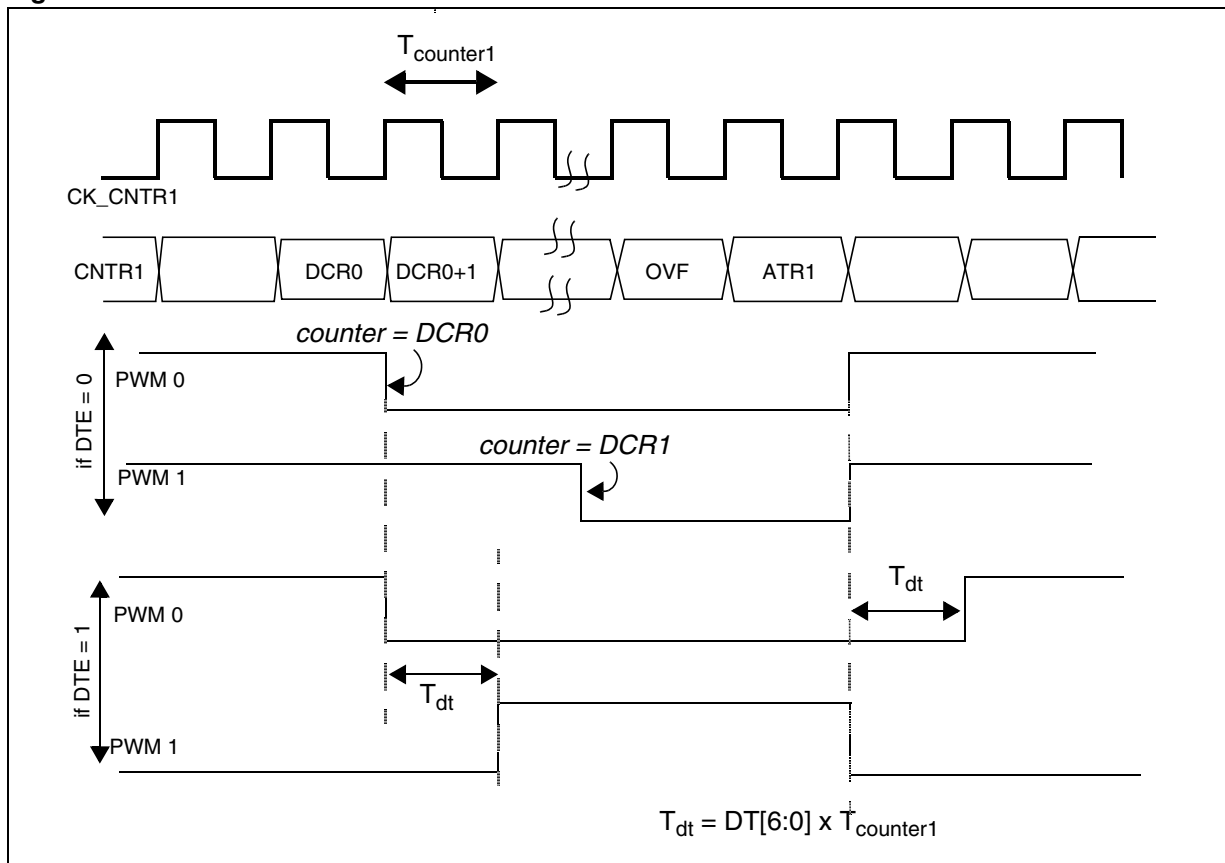 T_counter1
CK_CNTR1
CNTR1 DCR0 DCR0+1 OVF ATR1
counter = DCR0
if DTE = 0
PWM 0
counter = DCR1
PWM 1
if DTE = 1
PWM 0
T_dt
T_dt
PWM 1
T_dt = DT[6:0] x T_counter1